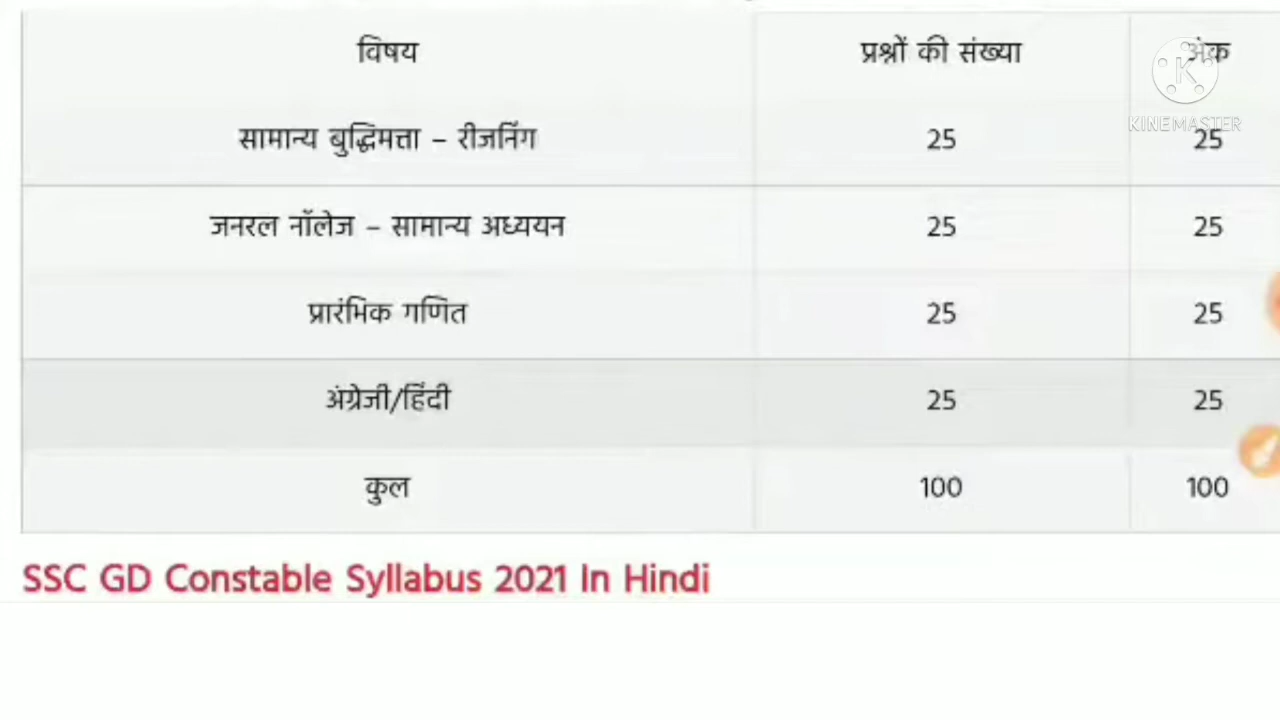 विषय प्रश्नों की संख्या अंक
KINEMASTER
सामान्य बुद्धिमत्ता – रीजनिंग 25 25
जनरल नॉलेज – सामान्य अध्ययन 25 25
प्रारंभिक गणित 25 25
अंग्रेजी/हिंदी 25 25
कुल 100 100
SSC GD Constable Syllabus 2021 In Hindi